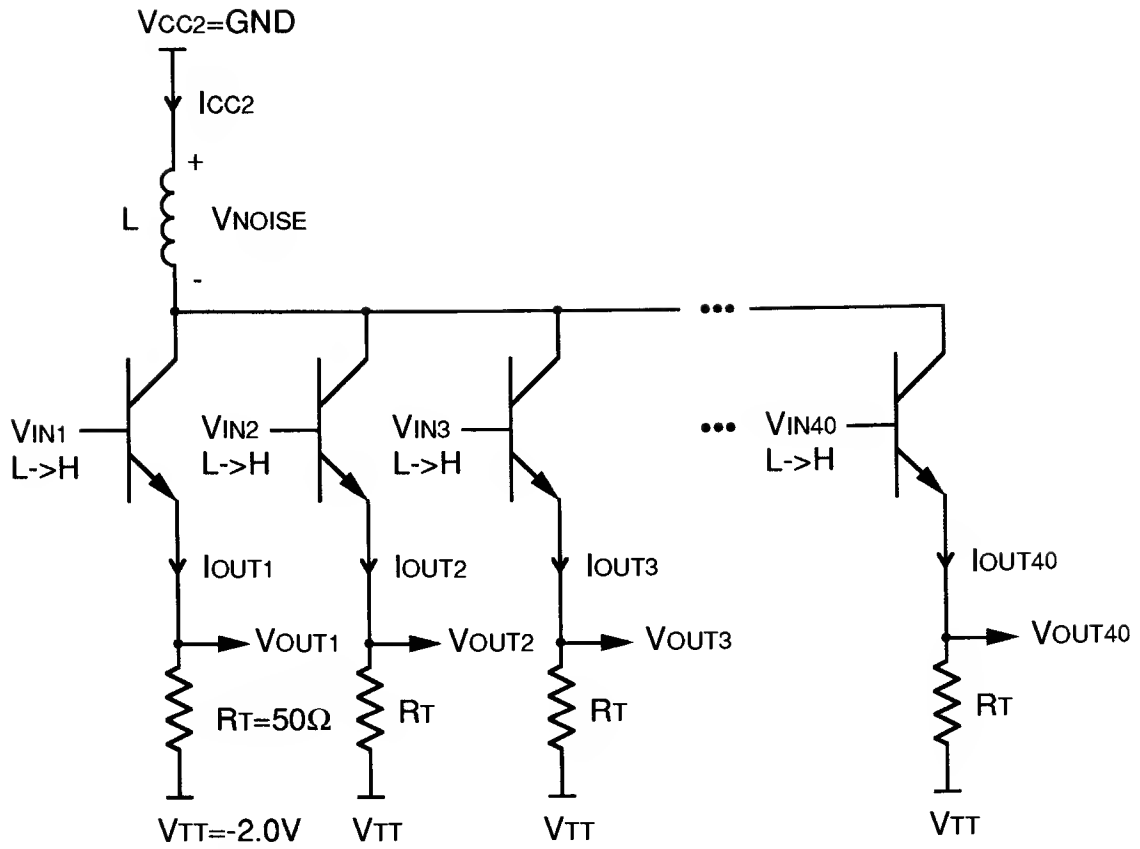 VCC2=GND
ICC2
+
L VNOISE
-
••• 
VIN1 VIN2 VIN3 ••• VIN40
L->H L->H L->H L->H
IOUT1 IOUT2 IOUT3 IOUT40
VOUT1 VOUT2 VOUT3 VOUT40
RT=50Ω RT RT RT
VTT=-2.0V VTT VTT VTT